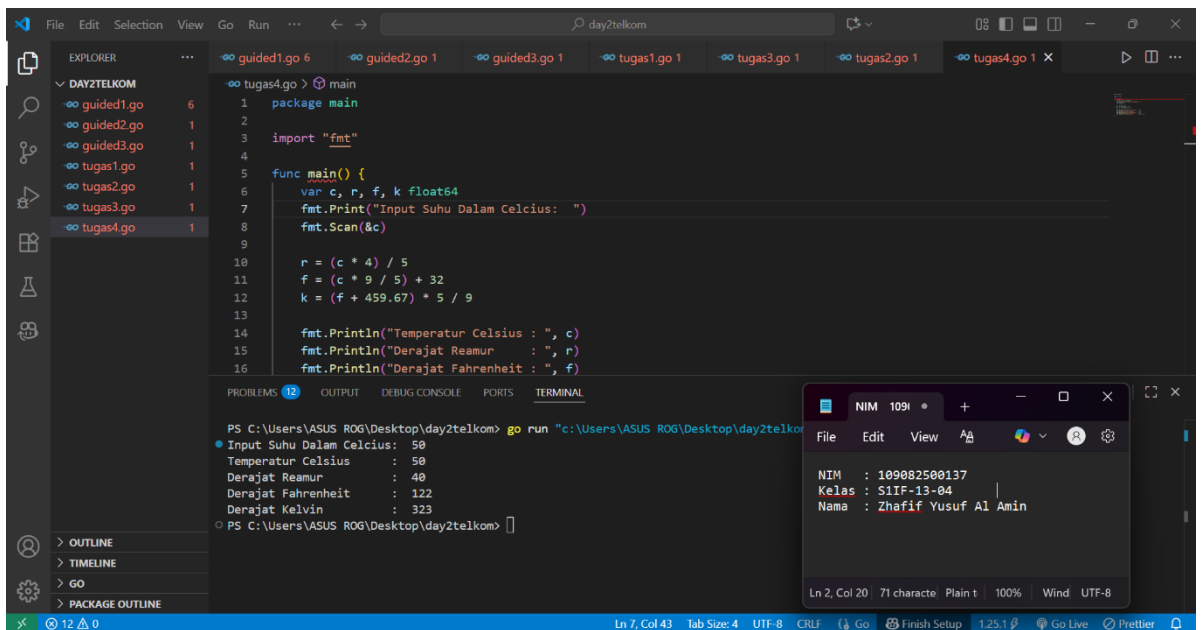 File Edit Selection View Go Run ··· day2telkom
EXPLORER ···
guided1.go 6 guided2.go 1 guided3.go 1 tugas1.go 1 tugas3.go 1 tugas2.go 1 tugas4.go 1
DAY2TELKOM
guided1.go 6
guided2.go 1
guided3.go 1
tugas1.go 1
tugas2.go 1
tugas3.go 1
tugas4.go 1
OUTLINE
TIMELINE
GO
PACKAGE OUTLINE
tugas4.go > main
1 package main
2
3 import "fmt"
4
5 func main() {
6 var c, r, f, k float64
7 fmt.Print("Input Suhu Dalam Celcius:  ")
8 fmt.Scan(&c)
9
10 r = (c * 4) / 5
11 f = (c * 9 / 5) + 32
12 k = (f + 459.67) * 5 / 9
13
14 fmt.Println("Temperatur Celsius : ", c)
15 fmt.Println("Derajat Reamur     : ", r)
16 fmt.Println("Derajat Fahrenheit : ", f)
PROBLEMS 12 OUTPUT DEBUG CONSOLE PORTS TERMINAL
PS C:\Users\ASUS ROG\Desktop\day2telkom> go run "c:\Users\ASUS ROG\Desktop\day2telkor
Input Suhu Dalam Celcius:  50
Temperatur Celsius     :  50
Derajat Reamur         :  40
Derajat Fahrenheit     :  122
Derajat Kelvin         :  323
PS C:\Users\ASUS ROG\Desktop\day2telkom>
NIM 109
File Edit View
NIM   : 109082500137
Kelas : S1IF-13-04
Nama  : Zhafif Yusuf Al Amin
Ln 2, Col 20 71 characte Plain t 100% Wind UTF-8
12 0 Ln 7, Col 43 Tab Size: 4 UTF-8 CRLF Go Finish Setup 1.25.1 Go Live Prettier